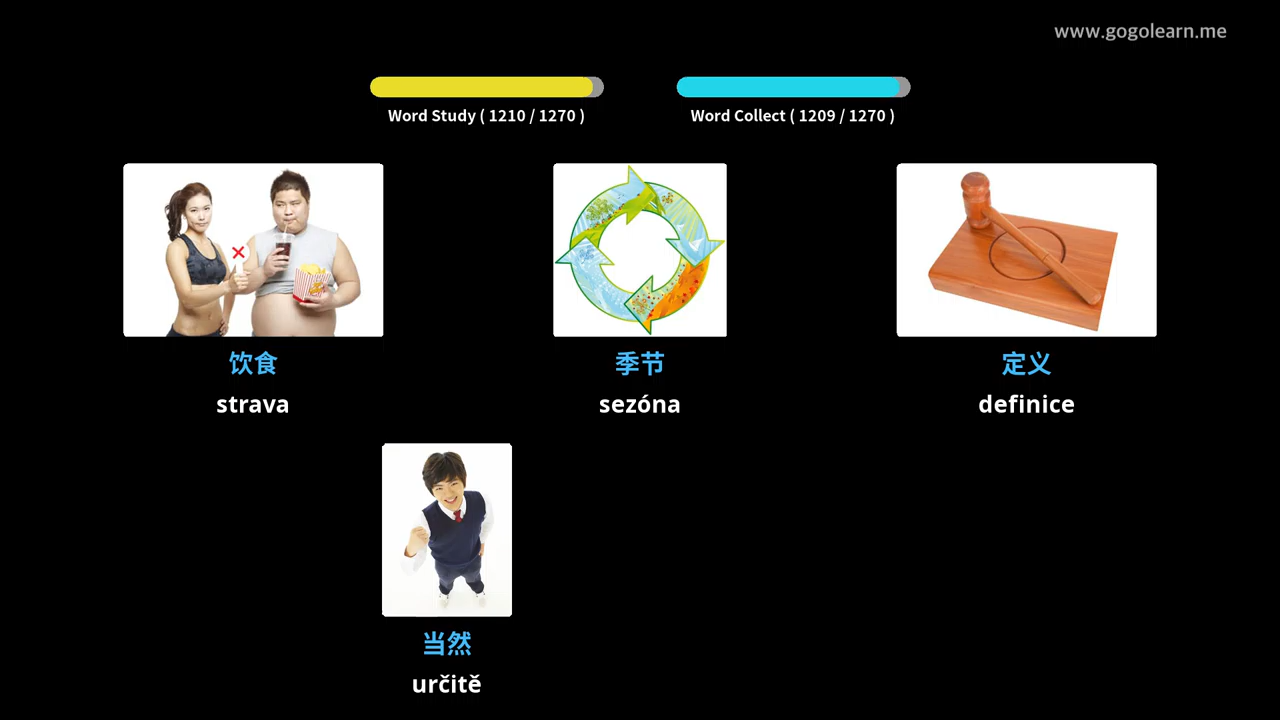 www.gogolearn.me
Word Study ( 1210 / 1270 )
Word Collect ( 1209 / 1270 )
饮食
strava
季节
sezóna
定义
definice
当然
určitě